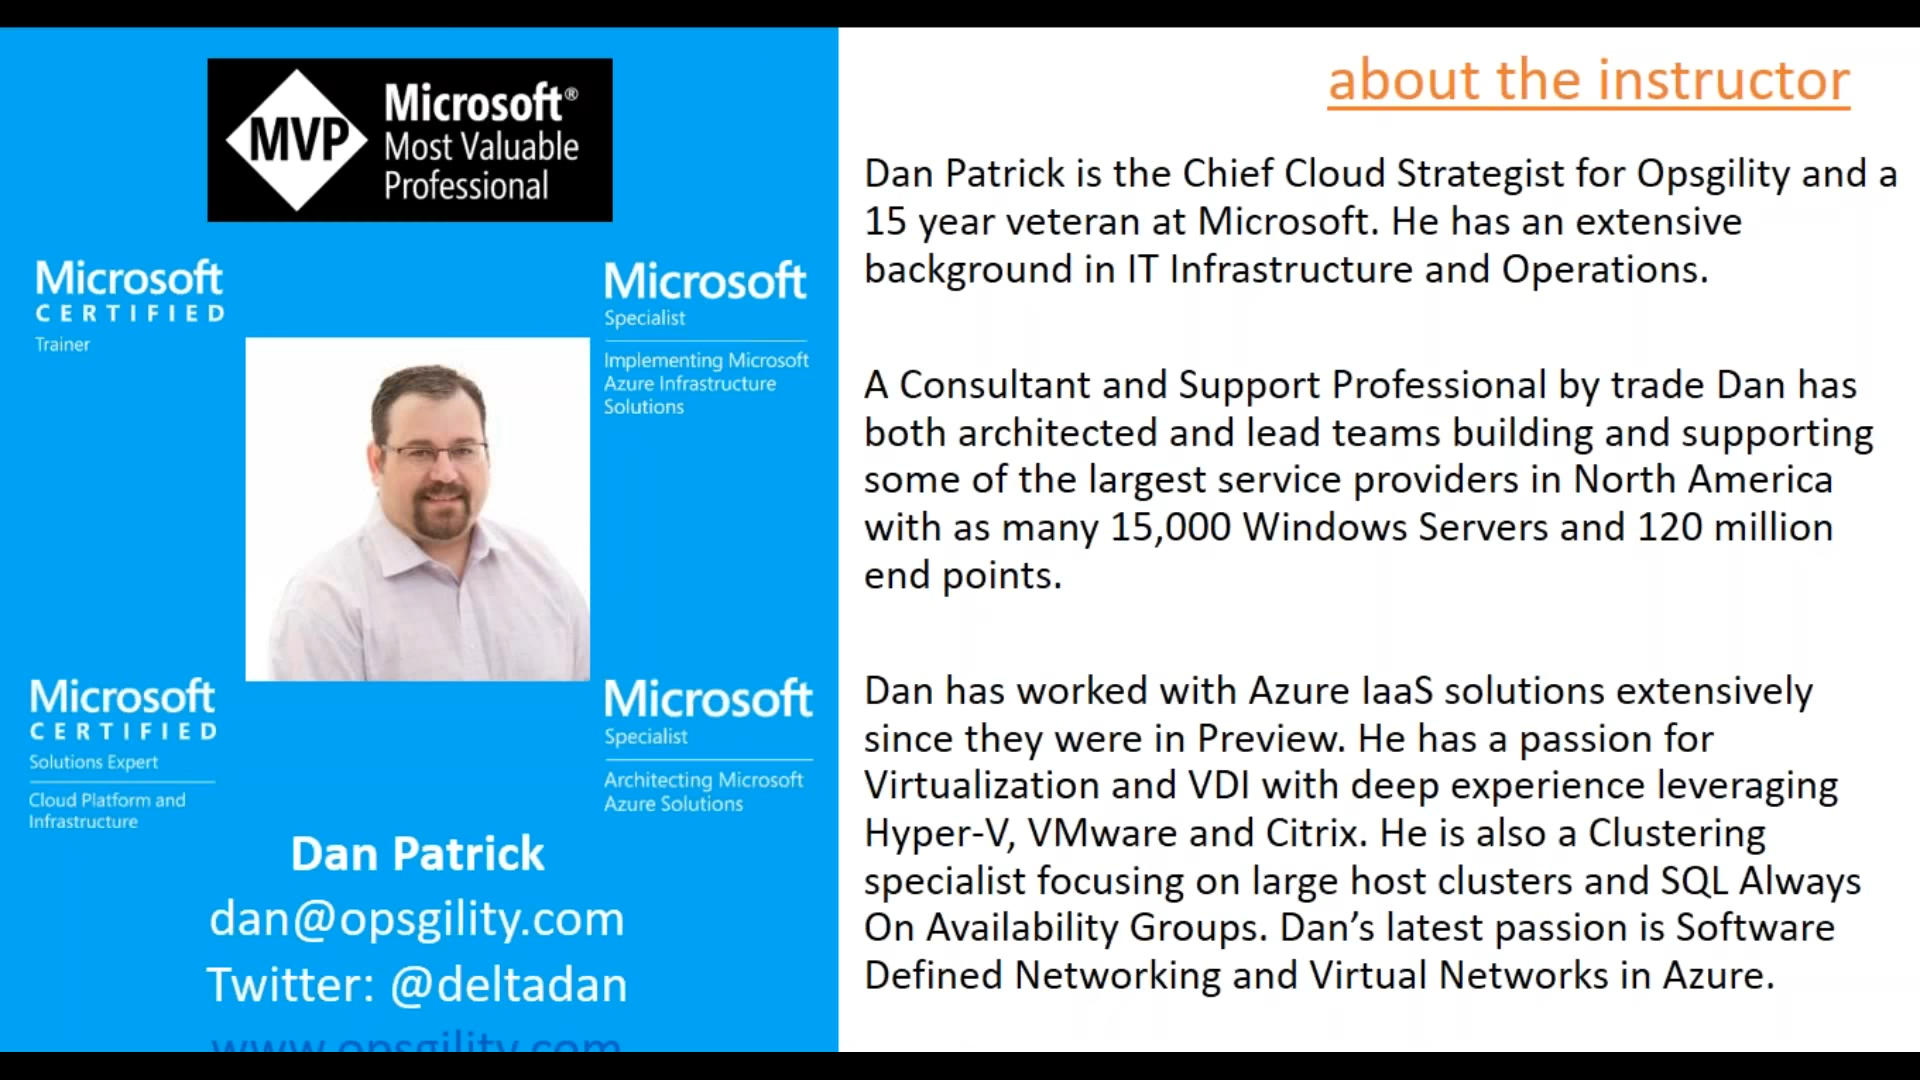 MVP
Microsoft®
Most Valuable
Professional
Microsoft
CERTIFIED
Trainer
Microsoft
Specialist
Implementing Microsoft
Azure Infrastructure
Solutions
Microsoft
CERTIFIED
Solutions Expert
Cloud Platform and
Infrastructure
Microsoft
Specialist
Architecting Microsoft
Azure Solutions
Dan Patrick
dan@opsgility.com
Twitter: @deltadan
www.opsgility.com
about the instructor
Dan Patrick is the Chief Cloud Strategist for Opsgility and a
15 year veteran at Microsoft. He has an extensive
background in IT Infrastructure and Operations.
A Consultant and Support Professional by trade Dan has
both architected and lead teams building and supporting
some of the largest service providers in North America
with as many 15,000 Windows Servers and 120 million
end points.
Dan has worked with Azure IaaS solutions extensively
since they were in Preview. He has a passion for
Virtualization and VDI with deep experience leveraging
Hyper-V, VMware and Citrix. He is also a Clustering
specialist focusing on large host clusters and SQL Always
On Availability Groups. Dan’s latest passion is Software
Defined Networking and Virtual Networks in Azure.